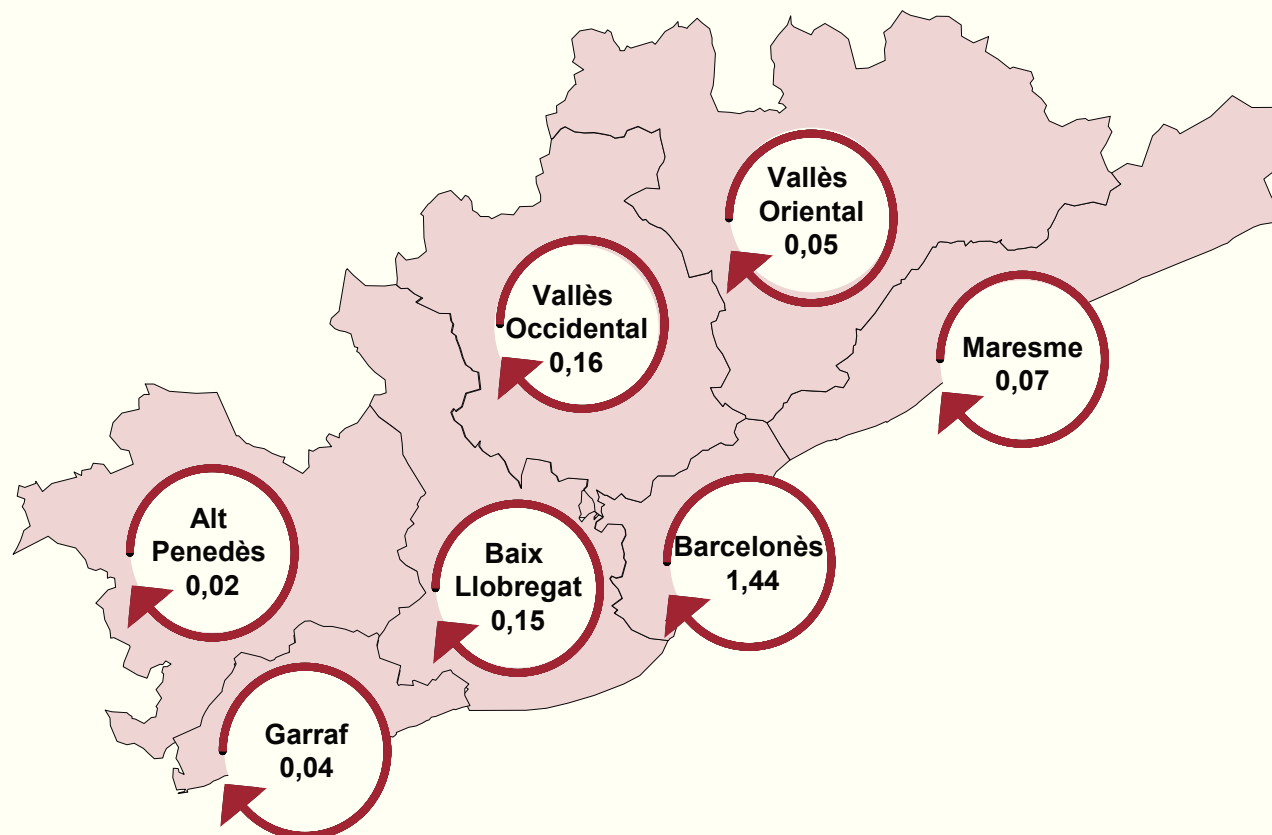 Vallès
Oriental
0,05
Vallès
Occidental
0,16
Maresme
0,07
Alt
Penedès
0,02
Baix
Llobregat
0,15
Barcelonès
1,44
Garraf
0,04